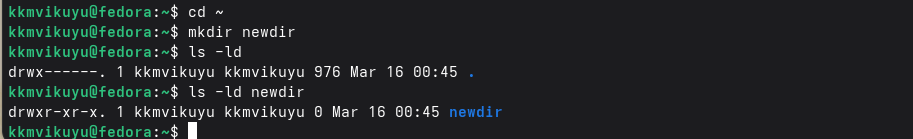 kkmvikuyu@fedora:~$ cd ~
kkmvikuyu@fedora:~$ mkdir newdir
kkmvikuyu@fedora:~$ ls -ld
drwx------. 1 kkmvikuyu kkmvikuyu 976 Mar 16 00:45 .
kkmvikuyu@fedora:~$ ls -ld newdir
drwxr-xr-x. 1 kkmvikuyu kkmvikuyu 0 Mar 16 00:45 newdir
kkmvikuyu@fedora:~$